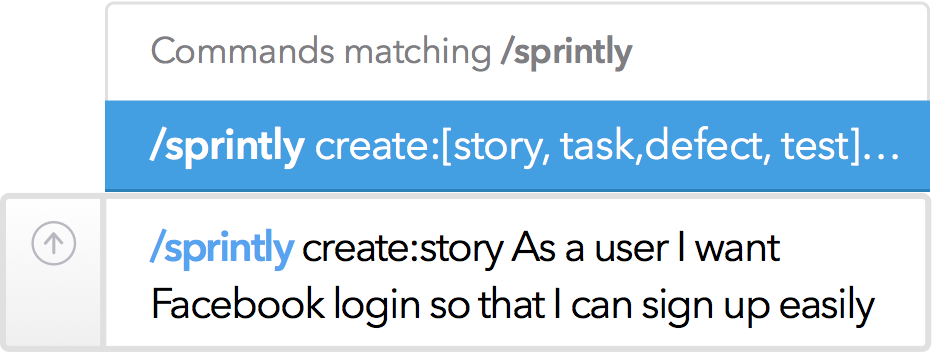 Commands matching /sprintly
/sprintly create:[story, task,defect, test]...
/sprintly create:story As a user I want
Facebook login so that I can sign up easily